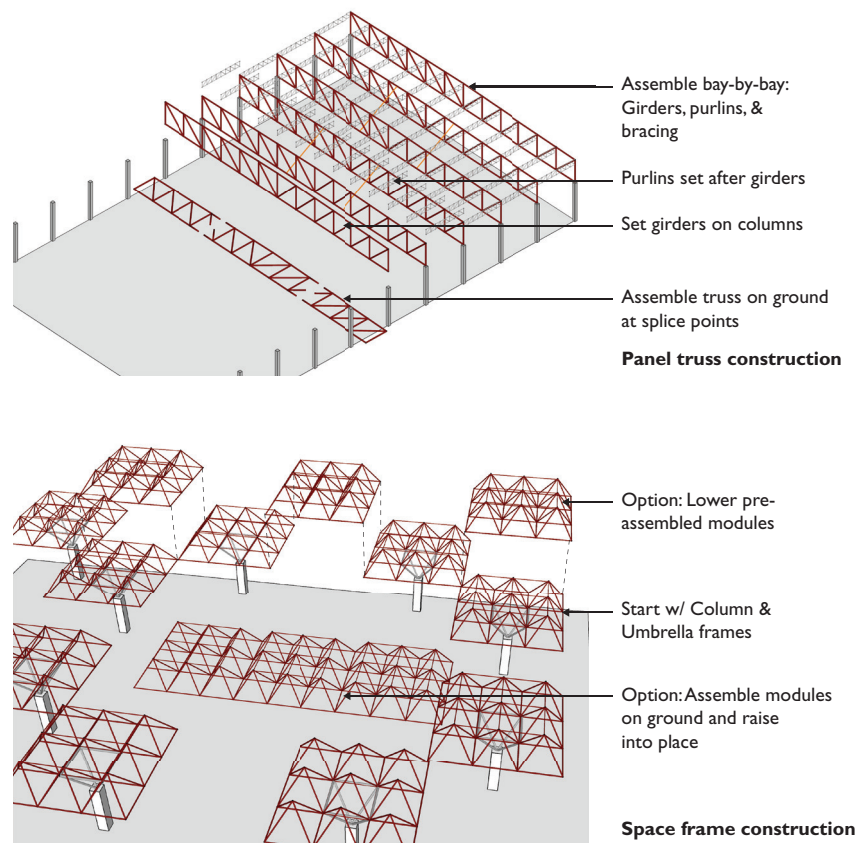 Assemble bay-by-bay:
Girders, purlins, &
bracing
Purlins set after girders
Set girders on columns
Assemble truss on ground
at splice points
Panel truss construction
Option: Lower pre-
assembled modules
Start w/ Column &
Umbrella frames
Option: Assemble modules
on ground and raise
into place
Space frame construction